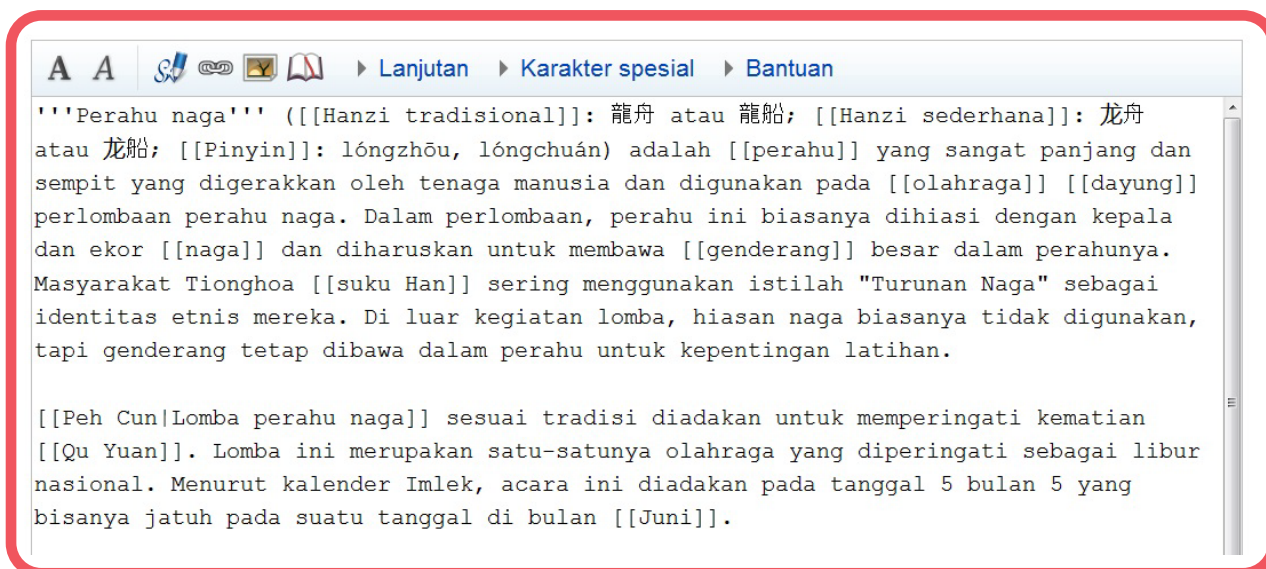 A A Lanjutan Karakter spesial Bantuan
'''Perahu naga''' ([[Hanzi tradisional]]: 龍舟 atau 龍船; [[Hanzi sederhana]]: 龙舟
atau 龙船; [[Pinyin]]: lóngzhōu, lóngchuán) adalah [[perahu]] yang sangat panjang dan
sempit yang digerakkan oleh tenaga manusia dan digunakan pada [[olahraga]] [[dayung]]
perlombaan perahu naga. Dalam perlombaan, perahu ini biasanya dihiasi dengan kepala
dan ekor [[naga]] dan diharuskan untuk membawa [[genderang]] besar dalam perahunya.
Masyarakat Tionghoa [[suku Han]] sering menggunakan istilah "Turunan Naga" sebagai
identitas etnis mereka. Di luar kegiatan lomba, hiasan naga biasanya tidak digunakan,
tapi genderang tetap dibawa dalam perahu untuk kepentingan latihan.
[[Peh Cun|Lomba perahu naga]] sesuai tradisi diadakan untuk memperingati kematian
[[Qu Yuan]]. Lomba ini merupakan satu-satunya olahraga yang diperingati sebagai libur
nasional. Menurut kalender Imlek, acara ini diadakan pada tanggal 5 bulan 5 yang
bisanya jatuh pada suatu tanggal di bulan [[Juni]].